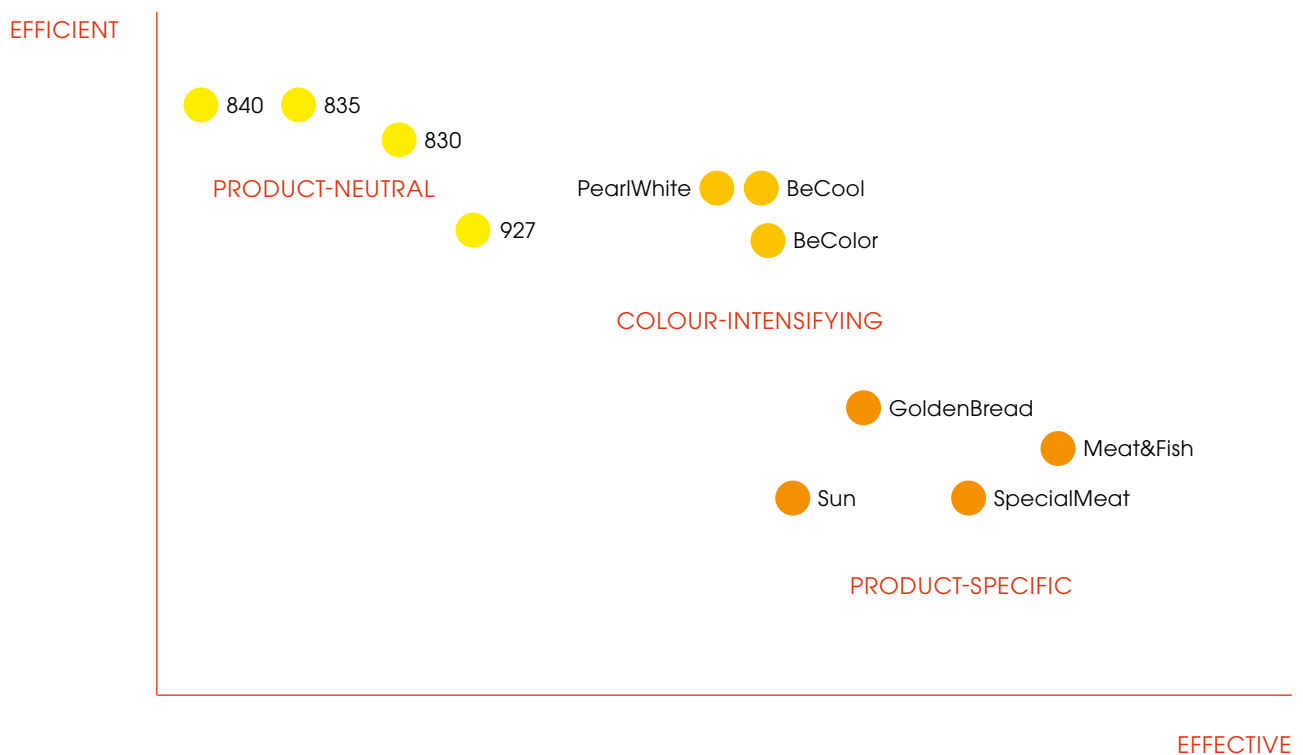 EFFICIENT
840
835
830
PRODUCT-NEUTRAL
PearlWhite
BeCool
927
BeColor
COLOUR-INTENSIFYING
GoldenBread
Meat&Fish
Sun
SpecialMeat
PRODUCT-SPECIFIC
EFFECTIVE